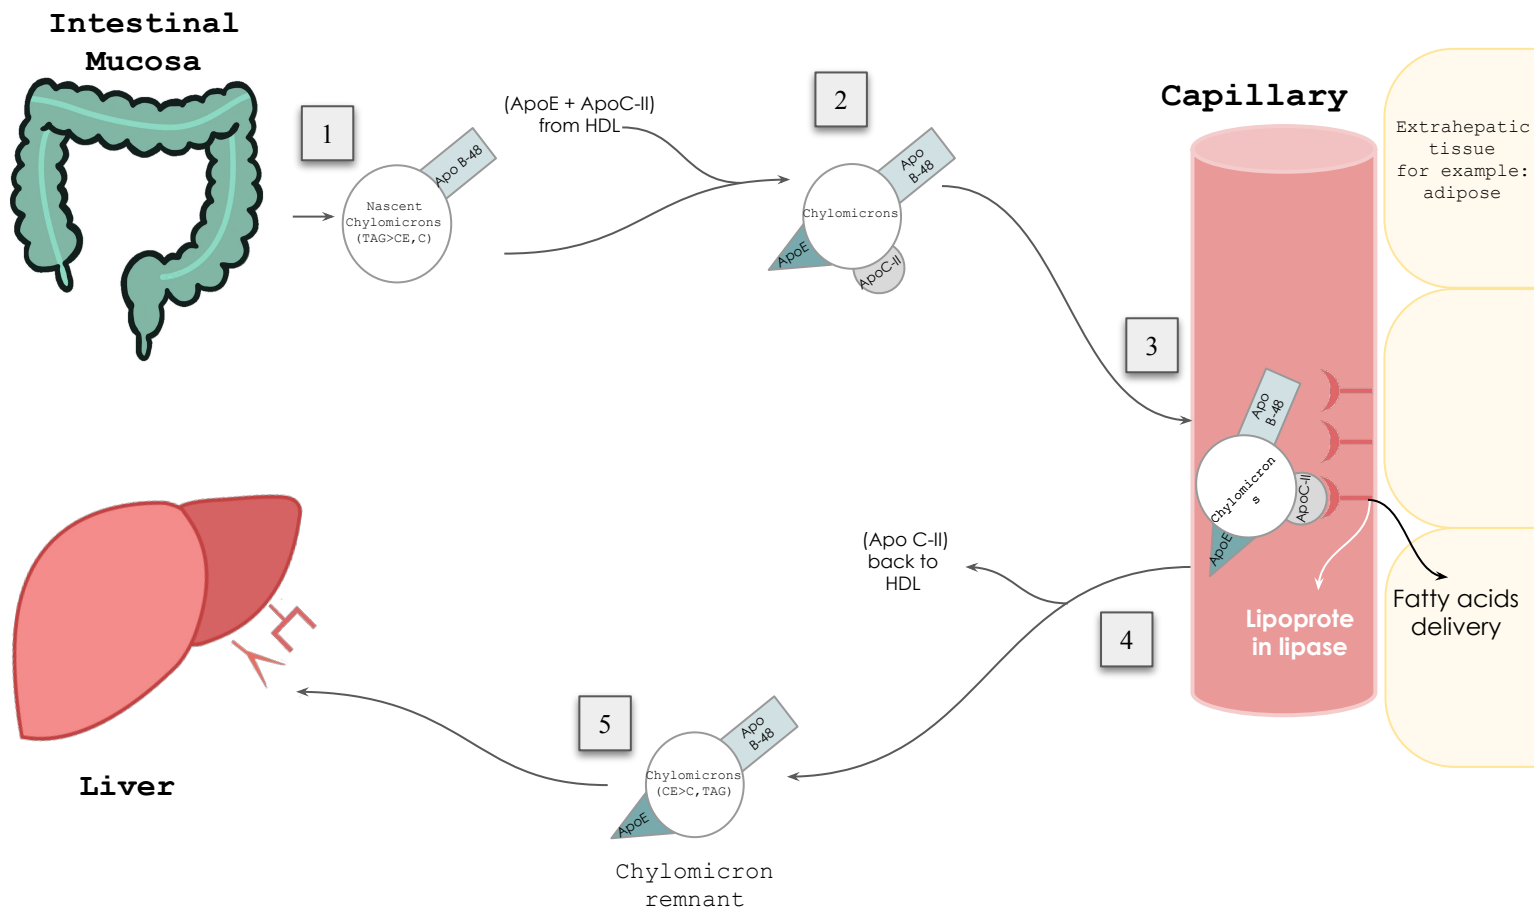 Intestinal
Mucosa
1
Apo B-48
Nascent
Chylomicrons
(TAG>CE,C)
(ApoE + ApoC-II)
from HDL
2
Apo
B-48
Chylomicrons
ApoE
ApoC-II
Capillary
Extrahepatic
tissue
for example:
adipose
3
Apo
B-48
Chylomicron
s
ApoC-II
ApoE
Lipoprote
in lipase
Fatty acids
delivery
(Apo C-II)
back to
HDL
4
5
Apo
B-48
Chylomicrons
(CE>C,TAG)
ApoE
Chylomicron
remnant
Liver